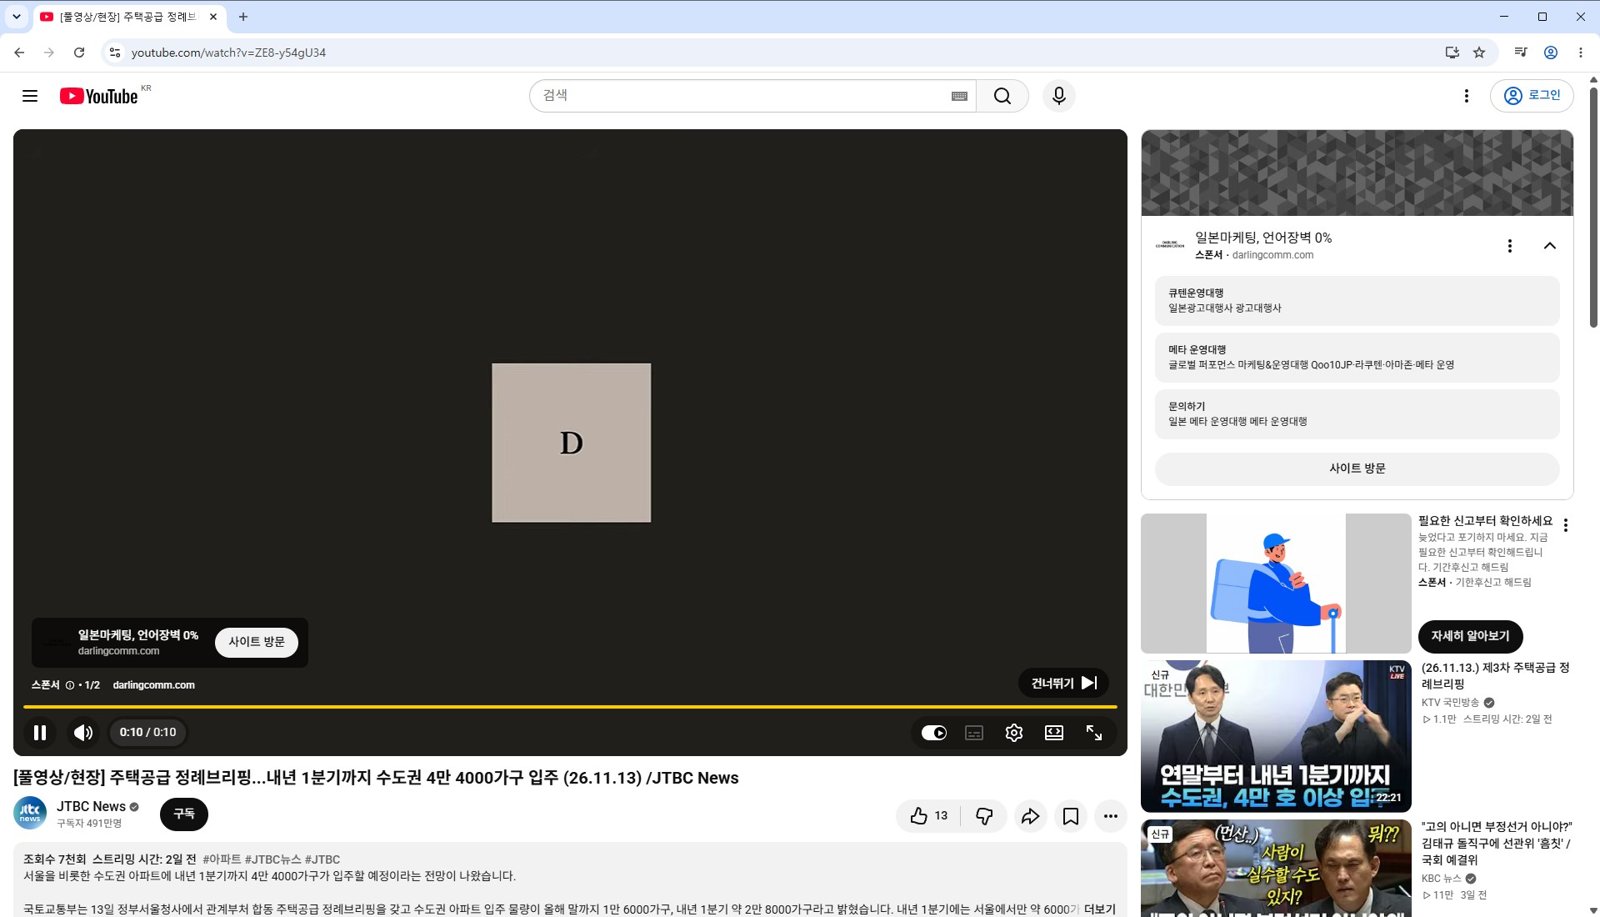 [풀영상/현장] 주택공급 정례브
youtube.com/watch?v=ZE8-y54gU34
YouTube KR
검색
로그인
D
일본마케팅, 언어장벽 0%
darlingcomm.com
사이트 방문
스폰서 · 1/2 darlingcomm.com
건너뛰기
0:10 / 0:10
[풀영상/현장] 주택공급 정례브리핑...내년 1분기까지 수도권 4만 4000가구 입주 (26.11.13) /JTBC News
jtbc news
JTBC News
구독자 491만명
구독
13
조회수 7천회 스트리밍 시간: 2일 전 #아파트 #JTBC뉴스 #JTBC
서울을 비롯한 수도권 아파트에 내년 1분기까지 4만 4000가구가 입주할 예정이라는 전망이 나왔습니다.
국토교통부는 13일 정부서울청사에서 관계부처 합동 주택공급 정례브리핑을 갖고 수도권 아파트 입주 물량이 올해 말까지 1만 6000가구, 내년 1분기 약 2만 8000가구라고 밝혔습니다. 내년 1분기에는 서울에서만 약 6000가 더보기
일본마케팅, 언어장벽 0%
스폰서 · darlingcomm.com
큐텐운영대행
일본광고대행사 광고대행사
메타 운영대행
글로벌 퍼포먼스 마케팅&운영대행 Qoo10JP·라쿠텐·아마존·메타 운영
문의하기
일본 메타 운영대행 메타 운영대행
사이트 방문
필요한 신고부터 확인하세요
늦었다고 포기하지 마세요. 지금
필요한 신고부터 확인해드립니
다. 기간후신고 해드림
스폰서 · 기한후신고 해드림
자세히 알아보기
신규
대한민
KTV
LIVE
연말부터 내년 1분기까지
수도권, 4만 호 이상 입
22:21
(26.11.13.) 제3차 주택공급 정
례브리핑
KTV 국민방송
1.1만 스트리밍 시간: 2일 전
신규
(먼산..)
사람이
실수할 수도
있지?
뭐??
"고의 아니면 부정선거 아니야?"
김태규 돌직구에 선관위 '흠칫' /
국회 예결위
KBC 뉴스
11만 3일 전